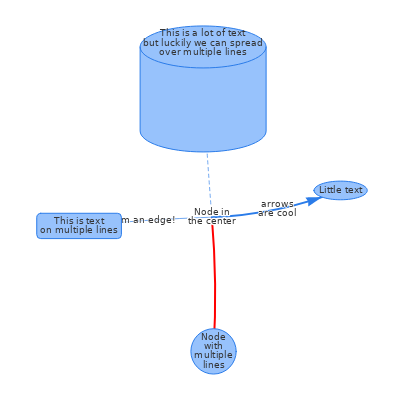 This is a lot of text
but luckily we can spread
over multiple lines
Little text
arrows
are cool
Node in
the center
m an edge!
This is text
on multiple lines
Node
with
multiple
lines